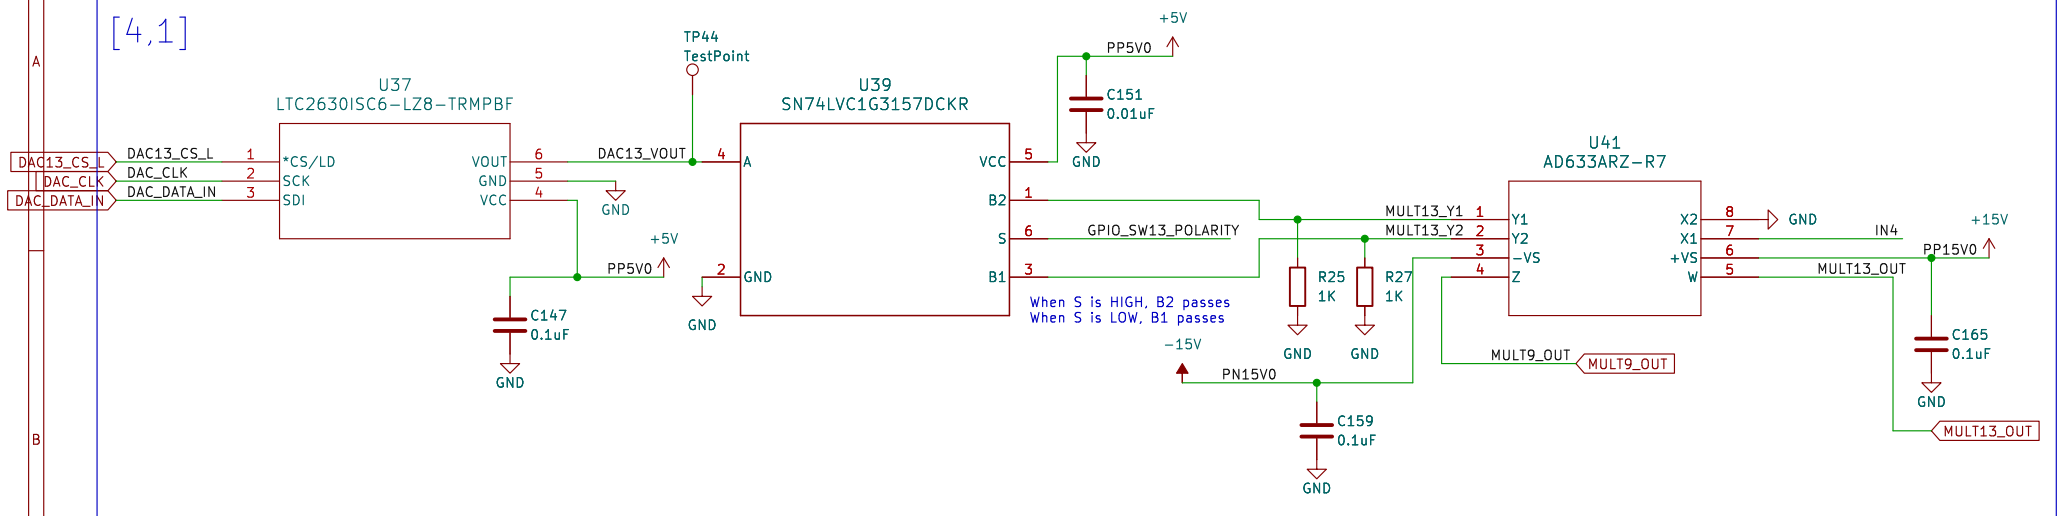 [4,1]
A
B
DAC13_CS_L
DAC_CLK
DAC_DATA_IN
DAC13_CS_L
DAC_CLK
DAC_DATA_IN
1
2
3
U37
LTC2630ISC6-LZ8-TRMPBF
*CS/LD
SCK
SDI
VOUT
GND
VCC
6
5
4
DAC13_VOUT
GND
+5V
PP5V0
C147
0.1uF
GND
TP44
TestPoint
U39
SN74LVC1G3157DCKR
4
A
2
GND
GND
VCC
B2
S
B1
5
1
6
3
+5V
PP5V0
C151
0.01uF
GND
GPIO_SW13_POLARITY
When S is HIGH, B2 passes
When S is LOW, B1 passes
R25
1K
GND
R27
1K
GND
-15V
PN15V0
C159
0.1uF
GND
MULT13_Y1
MULT13_Y2
1
2
3
4
U41
AD633ARZ-R7
Y1
Y2
-VS
Z
X2
X1
+VS
W
8
7
6
5
GND
IN4
+15V
PP15V0
MULT13_OUT
C165
0.1uF
GND
MULT9_OUT
MULT9_OUT
MULT13_OUT